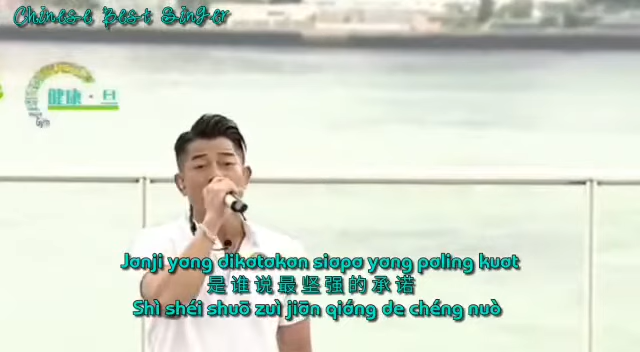 Chinese Best Singer
健康·旦
Janji yang dikatakan siapa yang paling kuat
是谁说最坚强的承诺
Shì shéi shuō zuì jiān qiáng de chéng nuò